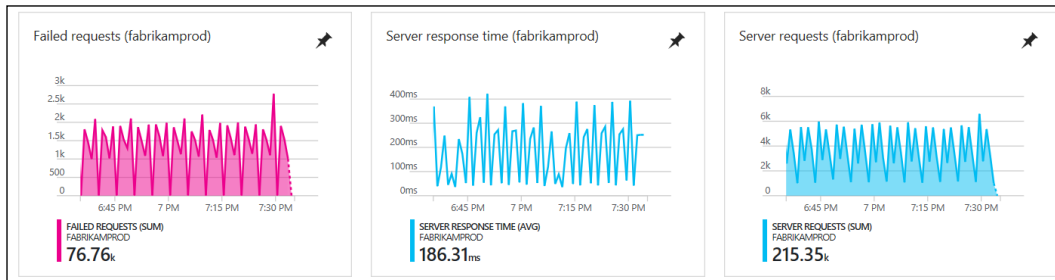 Failed requests (fabrikamprod)
3k
2.5k
2k
1.5k
1k
500
0
6:45 PM 7 PM 7:15 PM 7:30 PM
FAILED REQUESTS (SUM)
FABRIKAMPROD
76.76k
Server response time (fabrikamprod)
400ms
300ms
200ms
100ms
0ms
6:45 PM 7 PM 7:15 PM 7:30 PM
SERVER RESPONSE TIME (AVG)
FABRIKAMPROD
186.31ms
Server requests (fabrikamprod)
8k
6k
4k
2k
0
6:45 PM 7 PM 7:15 PM 7:30 PM
SERVER REQUESTS (SUM)
FABRIKAMPROD
215.35k